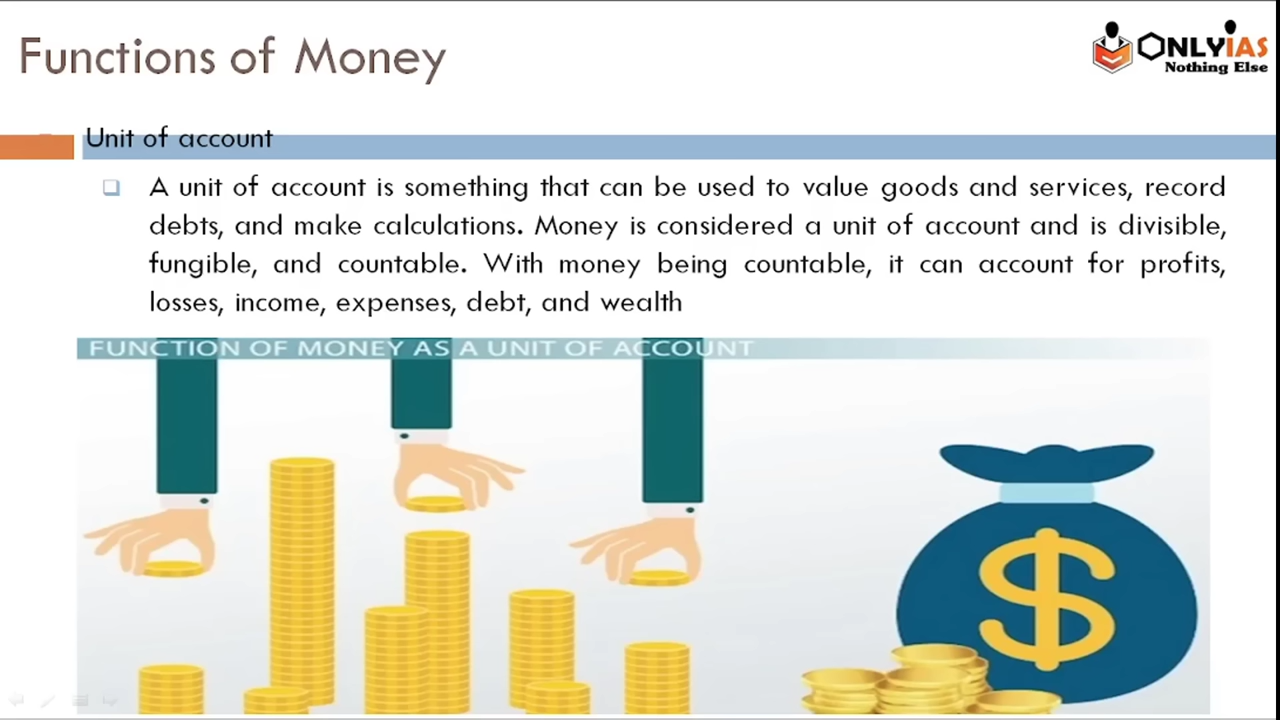 Functions of Money
ONLYIAS
Nothing Else
Unit of account
A unit of account is something that can be used to value goods and services, record
debts, and make calculations. Money is considered a unit of account and is divisible,
fungible, and countable. With money being countable, it can account for profits,
losses, income, expenses, debt, and wealth
FUNCTION OF MONEY AS A UNIT OF ACCOUNT
$